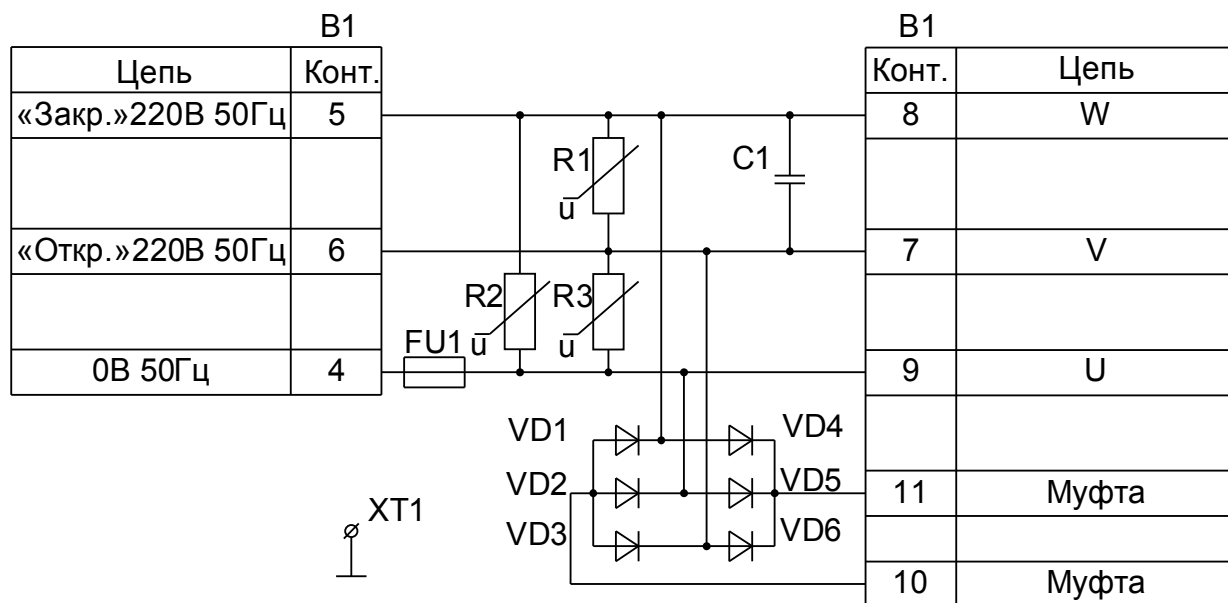 B1
B1
Цепь Конт.
Конт. Цепь
«Закр.»220В 50Гц 5
8 W
R1
C1
u
«Откр.»220В 50Гц 6
7 V
R2
R3
u
u
FU1
0В 50Гц 4
9 U
VD1
VD4
VD2
VD5
11 Муфта
XT1
VD3
VD6
10 Муфта